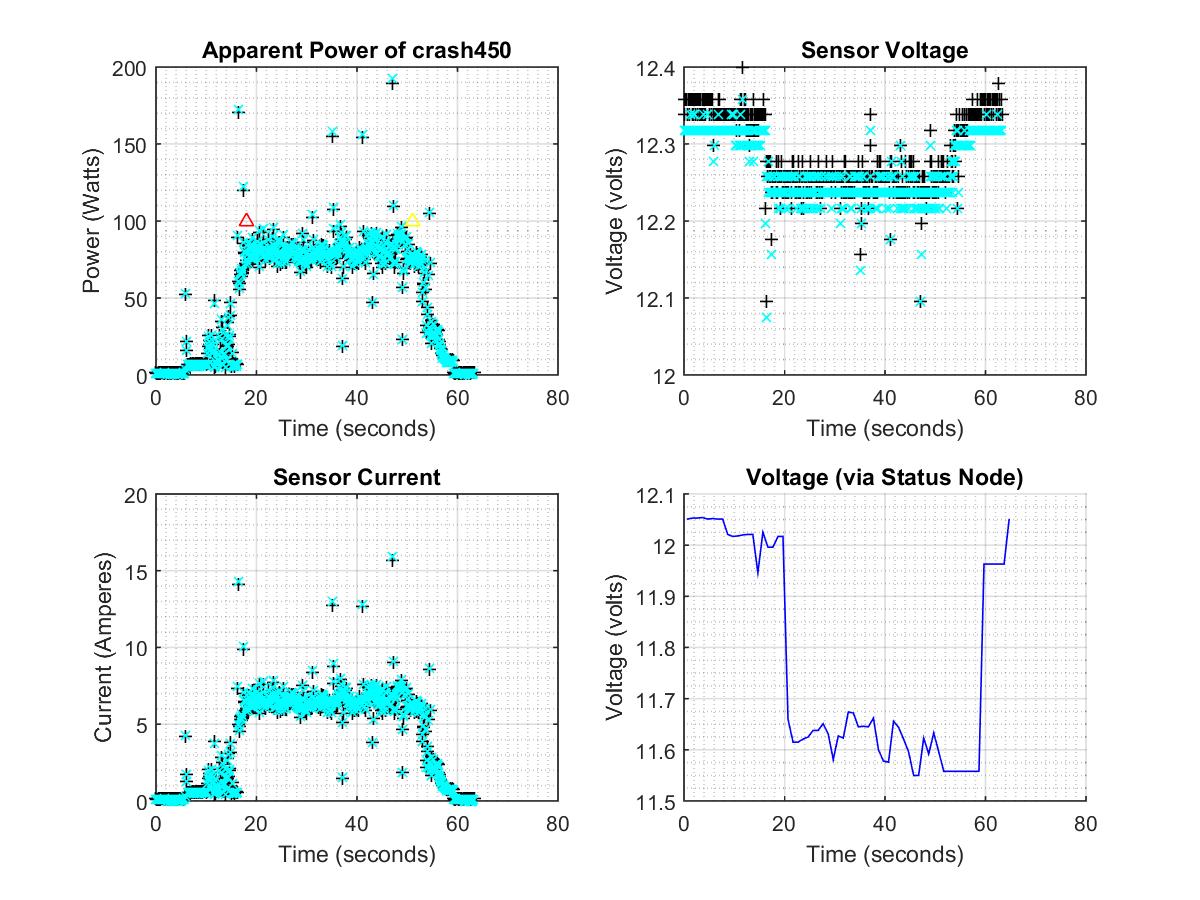 Apparent Power of crash450
200
150
100
50
0
Power (Watts)
0 20 40 60 80
Time (seconds)
Sensor Voltage
12.4
12.3
12.2
12.1
12
Voltage (volts)
0 20 40 60 80
Time (seconds)
Sensor Current
20
15
10
5
0
Current (Amperes)
0 20 40 60 80
Time (seconds)
Voltage (via Status Node)
12.1
12
11.9
11.8
11.7
11.6
11.5
Voltage (volts)
0 20 40 60 80
Time (seconds)